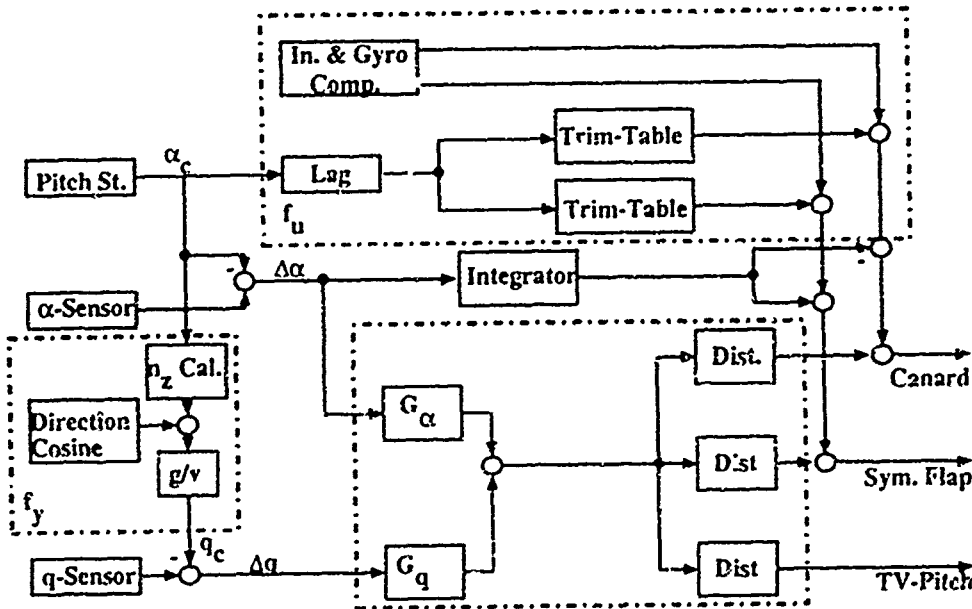 In. & Gyro
Comp.
Trim-Table
α_c
Pitch St.
Lag
Trim-Table
f_u
-
Δα
Integrator
-
α-Sensor
n_z Cal.
Dist.
Canard
Direction
Cosine
G_α
g/v
Dist
Sym. Flap
f_y
-
q_c
q-Sensor
Δq
G_q
Dist
TV-Pitch